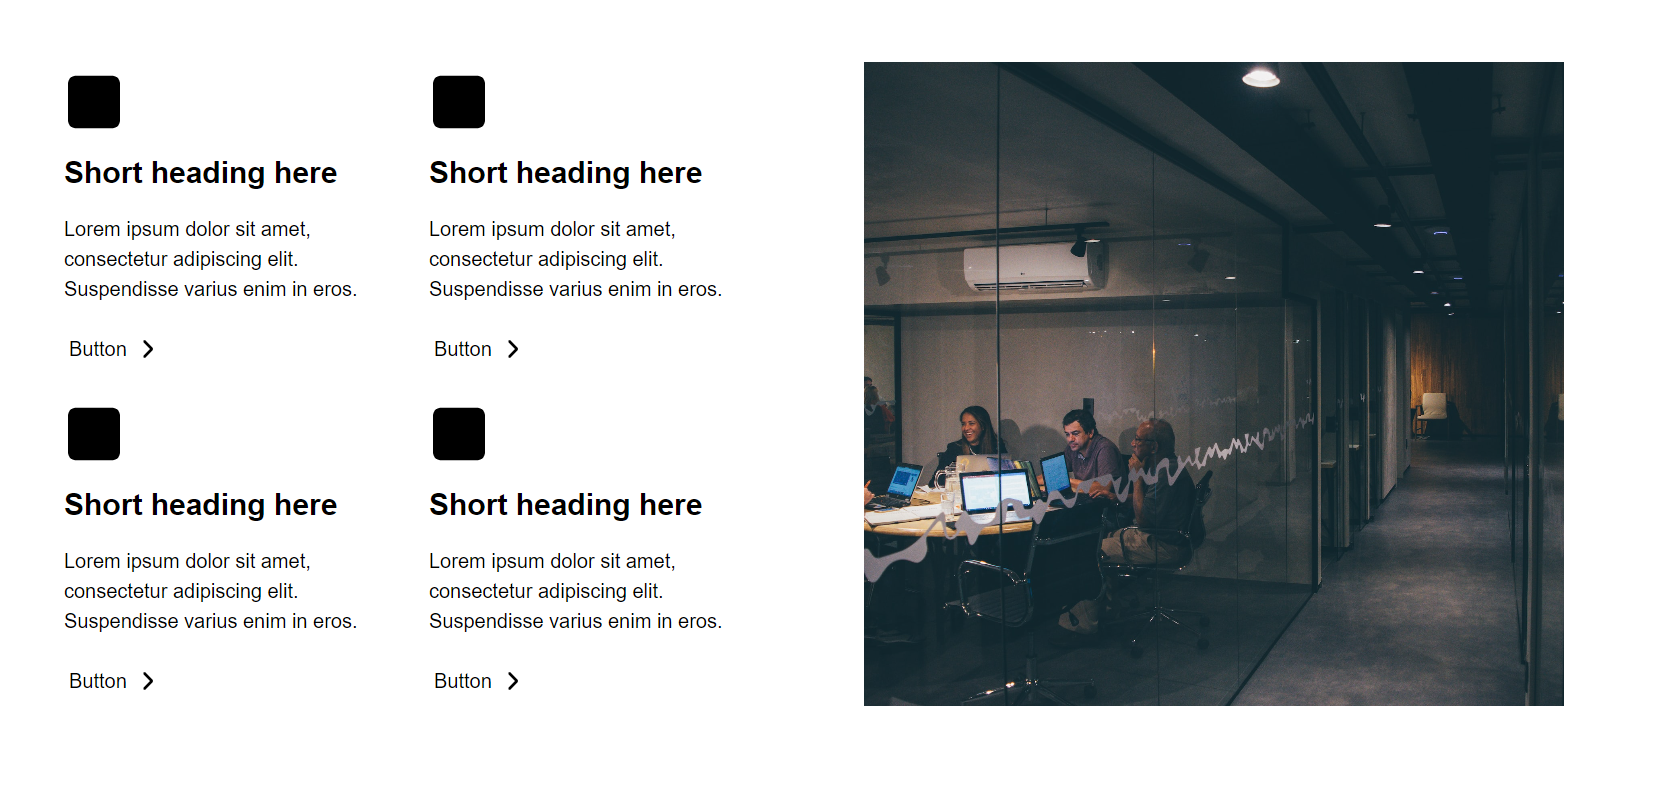 Short heading here
Lorem ipsum dolor sit amet,
consectetur adipiscing elit.
Suspendisse varius enim in eros.
Button
Short heading here
Lorem ipsum dolor sit amet,
consectetur adipiscing elit.
Suspendisse varius enim in eros.
Button
Short heading here
Lorem ipsum dolor sit amet,
consectetur adipiscing elit.
Suspendisse varius enim in eros.
Button
Short heading here
Lorem ipsum dolor sit amet,
consectetur adipiscing elit.
Suspendisse varius enim in eros.
Button